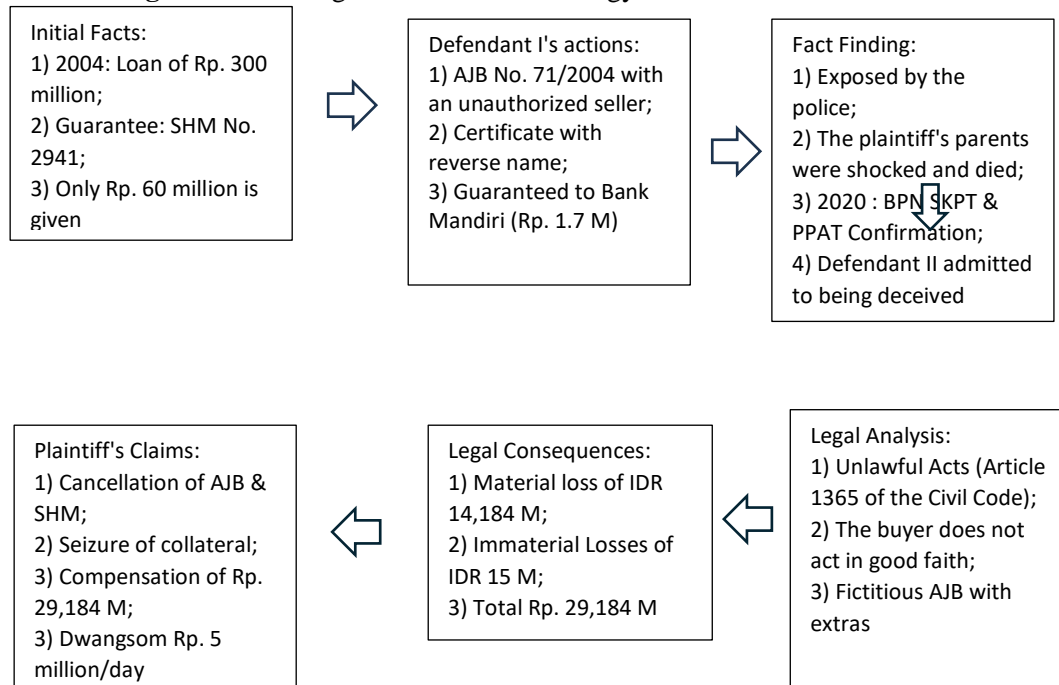 Initial Facts:
1) 2004: Loan of Rp. 300
million;
2) Guarantee: SHM No.
2941;
3) Only Rp. 60 million is
given
Defendant I's actions:
1) AJB No. 71/2004 with
an unauthorized seller;
2) Certificate with
reverse name;
3) Guaranteed to Bank
Mandiri (Rp. 1.7 M)
Fact Finding:
1) Exposed by the
police;
2) The plaintiff's parents
were shocked and died;
3) 2020 : BPN SKPT &
PPAT Confirmation;
4) Defendant II admitted
to being deceived
Plaintiff's Claims:
1) Cancellation of AJB &
SHM;
2) Seizure of collateral;
3) Compensation of Rp.
29,184 M;
3) Dwangsom Rp. 5
million/day
Legal Consequences:
1) Material loss of IDR
14,184 M;
2) Immaterial Losses of
IDR 15 M;
3) Total Rp. 29,184 M
Legal Analysis:
1) Unlawful Acts (Article
1365 of the Civil Code);
2) The buyer does not
act in good faith;
3) Fictitious AJB with
extras